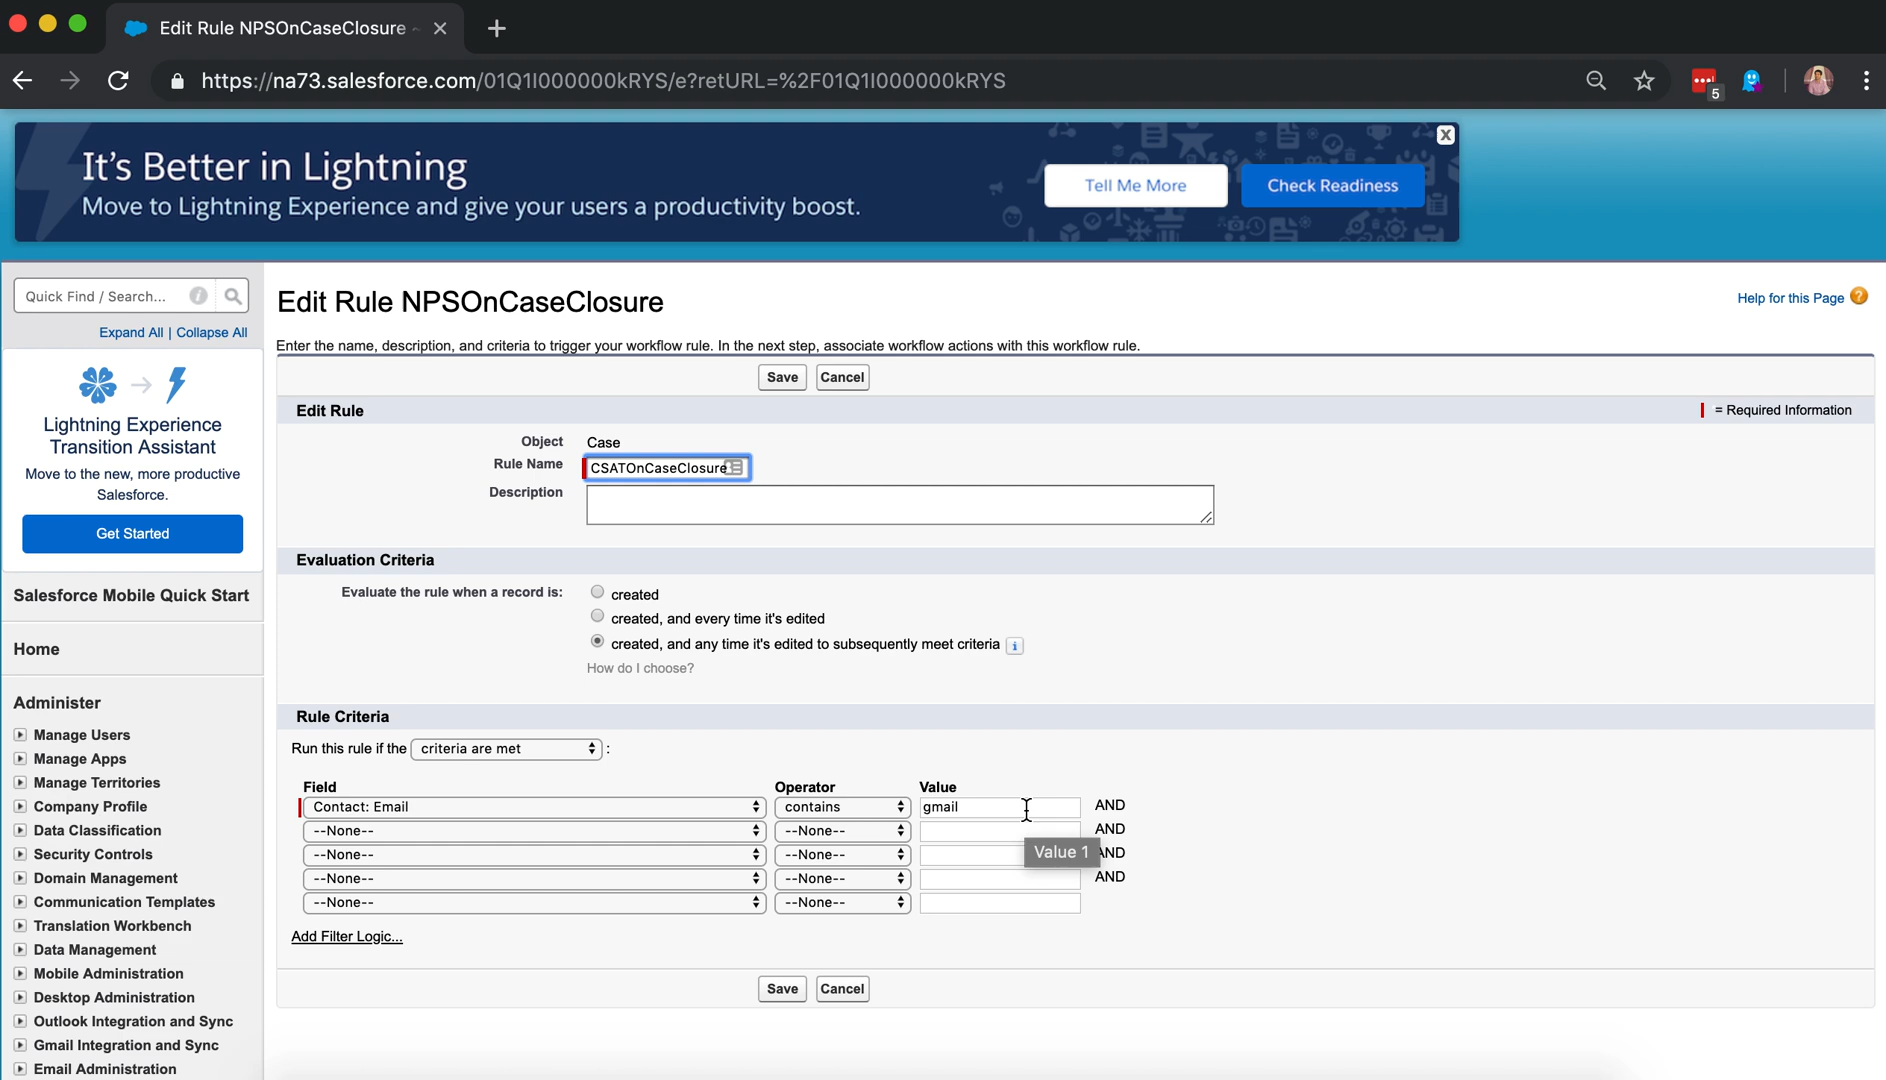 Edit Rule NPSOnCaseClosure ~
https://na73.salesforce.com/01Q1I000000kRYS/e?retURL=%2F01Q1I000000kRYS
5
It's Better in Lightning
Move to Lightning Experience and give your users a productivity boost.
Tell Me More
Check Readiness
X
Quick Find / Search...
Expand All | Collapse All
Lightning Experience
Transition Assistant
Move to the new, more productive
Salesforce.
Get Started
Salesforce Mobile Quick Start
Home
Administer
Manage Users
Manage Apps
Manage Territories
Company Profile
Data Classification
Security Controls
Domain Management
Communication Templates
Translation Workbench
Data Management
Mobile Administration
Desktop Administration
Outlook Integration and Sync
Gmail Integration and Sync
Email Administration
Edit Rule NPSOnCaseClosure
Help for this Page ?
Enter the name, description, and criteria to trigger your workflow rule. In the next step, associate workflow actions with this workflow rule.
Save Cancel
Edit Rule
= Required Information
Object Case
Rule Name CSATOnCaseClosure
Description
Evaluation Criteria
Evaluate the rule when a record is:
created
created, and every time it's edited
created, and any time it's edited to subsequently meet criteria i
How do I choose?
Rule Criteria
Run this rule if the criteria are met :
Field Operator Value
Contact: Email contains gmail AND
--None-- --None-- AND
--None-- --None-- AND
Value 1
--None-- --None-- AND
--None-- --None--
Add Filter Logic...
Save Cancel